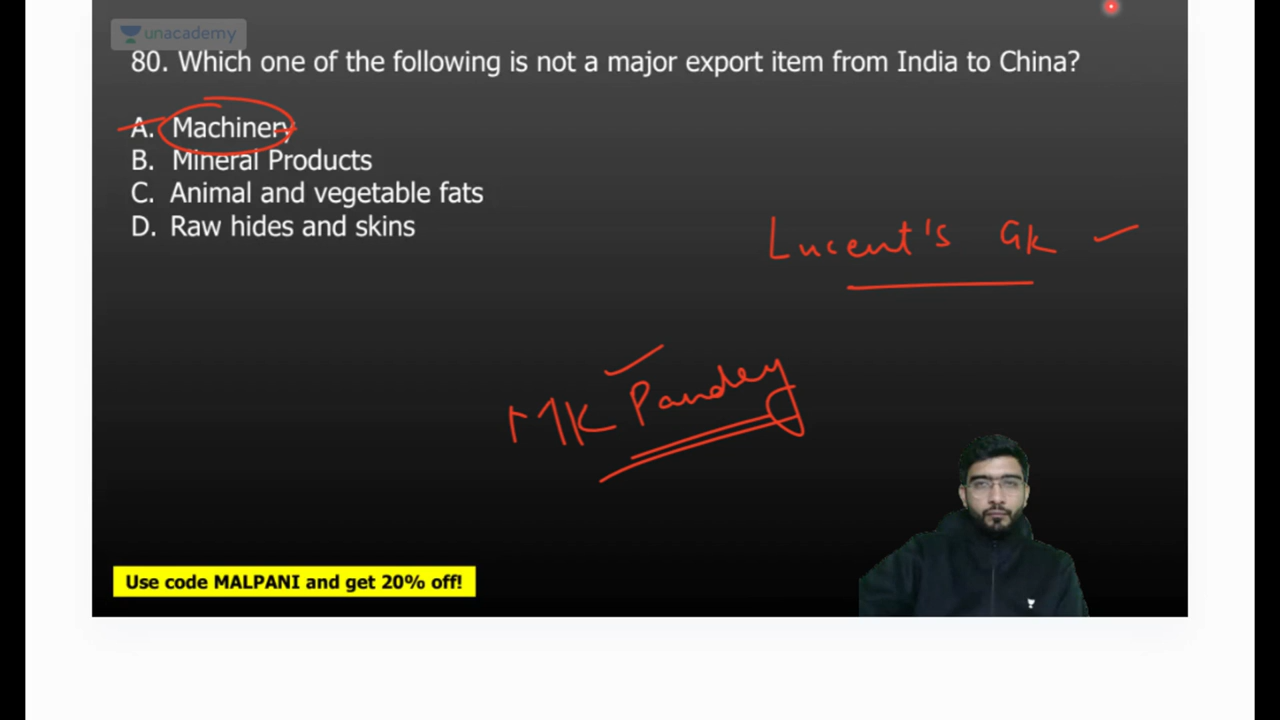 unacademy
80. Which one of the following is not a major export item from India to China?
A. Machinery
B. Mineral Products
C. Animal and vegetable fats
D. Raw hides and skins
Lucent's GK
MK Pandey
Use code MALPANI and get 20% off!